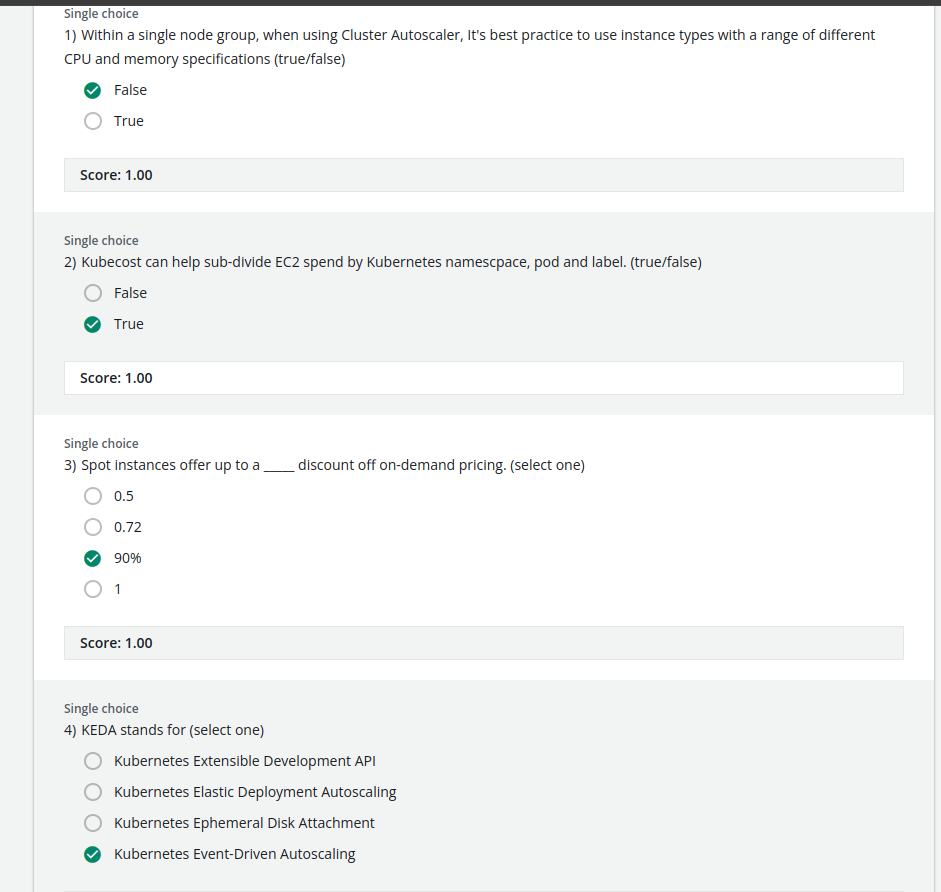 Single choice
1) Within a single node group, when using Cluster Autoscaler, It's best practice to use instance types with a range of different
CPU and memory specifications (true/false)
False
True
Score: 1.00
Single choice
2) Kubecost can help sub-divide EC2 spend by Kubernetes namescpace, pod and label. (true/false)
False
True
Score: 1.00
Single choice
3) Spot instances offer up to a _____ discount off on-demand pricing. (select one)
0.5
0.72
90%
1
Score: 1.00
Single choice
4) KEDA stands for (select one)
Kubernetes Extensible Development API
Kubernetes Elastic Deployment Autoscaling
Kubernetes Ephemeral Disk Attachment
Kubernetes Event-Driven Autoscaling